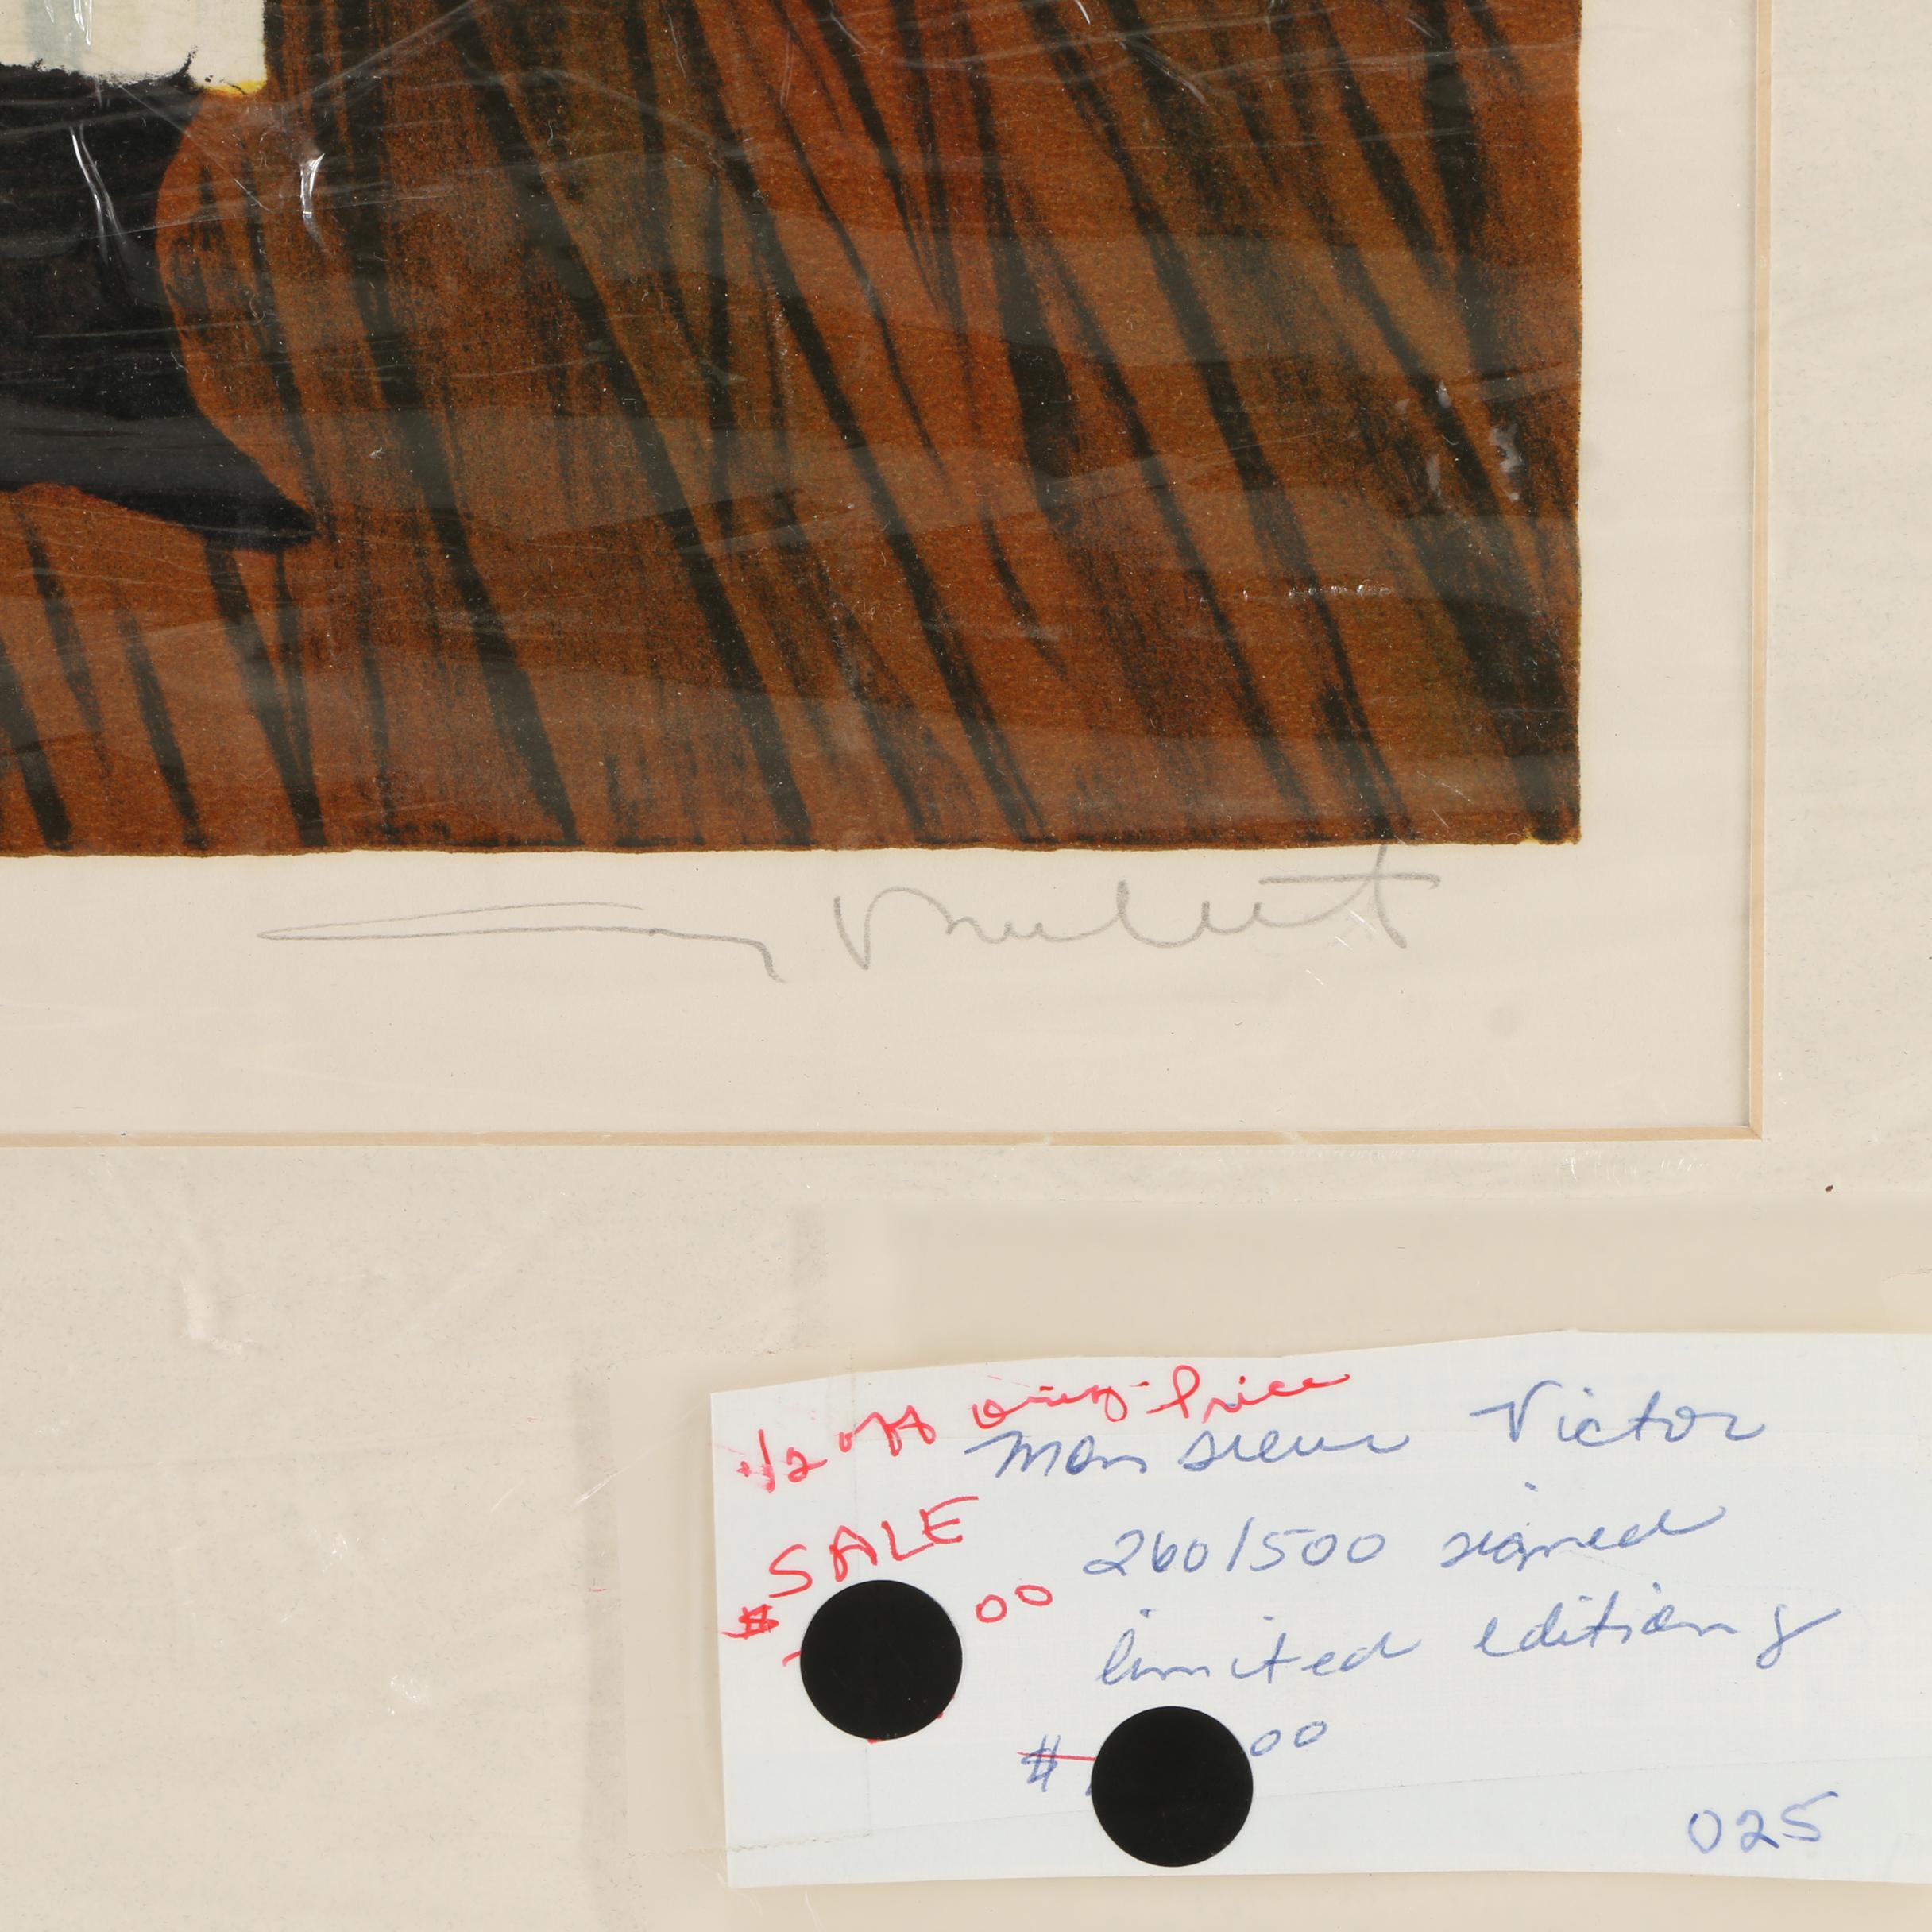 1/2 off orig. Price
Monsieur Victor
SALE
260/500 signed
$ 00
limited edition
$ 00
025